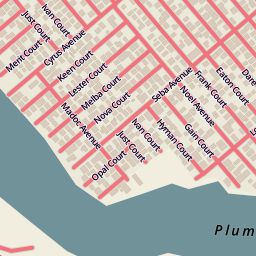 Ivan Court
Just Court
Ment Court
Cyrus Avenue
Keen Court
Lester Court
Melba Court
Nova Court
Madoc Avenue
Opal Court
Just Court
Ivan Court
Hyman Court
Gain Court
Seba Avenue
Noel Avenue
Frank Court
Eaton Court
Dare
Plum